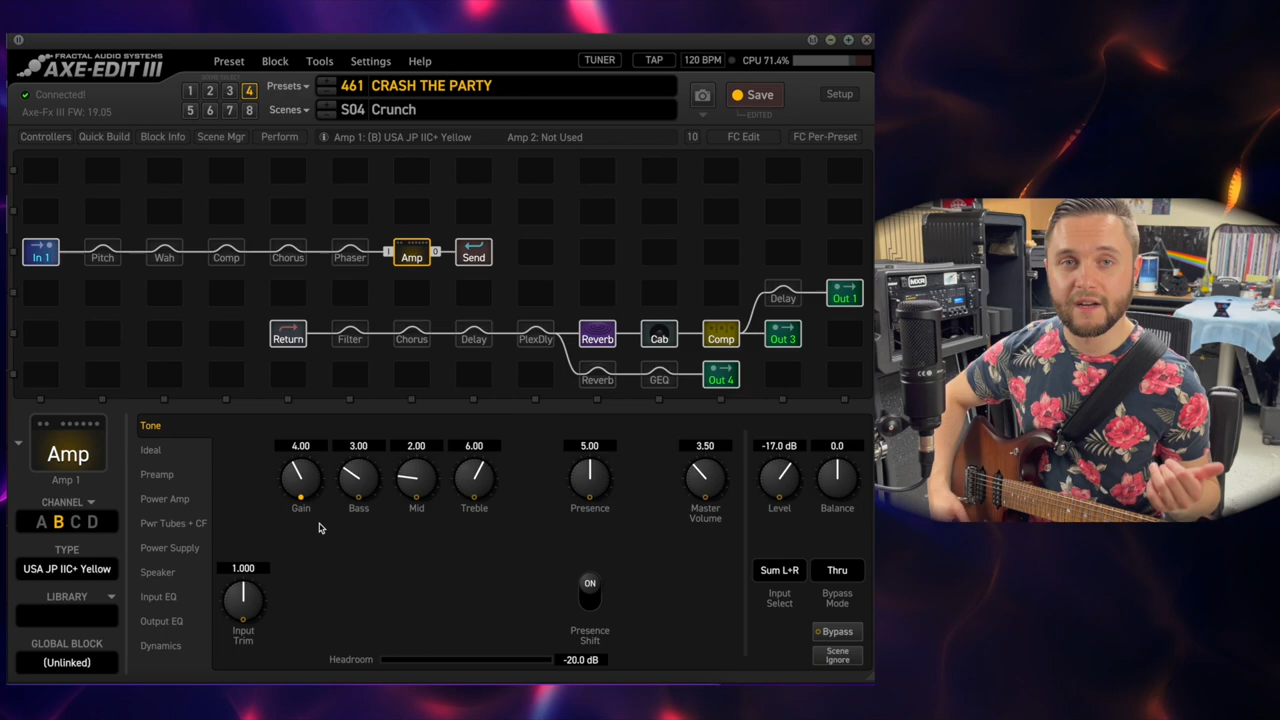 FRACTAL AUDIO SYSTEMS
AXE-EDIT III
Preset Block Tools Settings Help
TUNER TAP 120 BPM CPU 71.4%
Connected!
Axe-Fx III FW: 19.05
1 2 3 4
5 6 7 8
Presets 461 CRASH THE PARTY
Scenes S04 Crunch
Save
EDITED
Setup
Controllers Quick Build Block Info Scene Mgr Perform
Amp 1: (B) USA JP IIC+ Yellow Amp 2: Not Used
10 FC Edit FC Per-Preset
In 1 Pitch Wah Comp Chorus Phaser I Amp O Send
Delay Out 1
Return Filter Chorus Delay PlexDly Reverb Cab Comp Out 3
Reverb GEQ Out 4
Amp
Amp 1
CHANNEL
A B C D
TYPE
USA JP IIC+ Yellow
LIBRARY
GLOBAL BLOCK
(Unlinked)
Tone
Ideal
Preamp
Power Amp
Pwr Tubes + CF
Power Supply
Speaker
Input EQ
Output EQ
Dynamics
4.00 3.00 2.00 6.00 5.00 3.50 -17.0 dB 0.0
Gain Bass Mid Treble Presence Master Volume Level Balance
1.000
Input Trim
ON
Presence Shift
Sum L+R Thru
Input Select Bypass Mode
Bypass
Scene Ignore
Headroom -20.0 dB
MXR